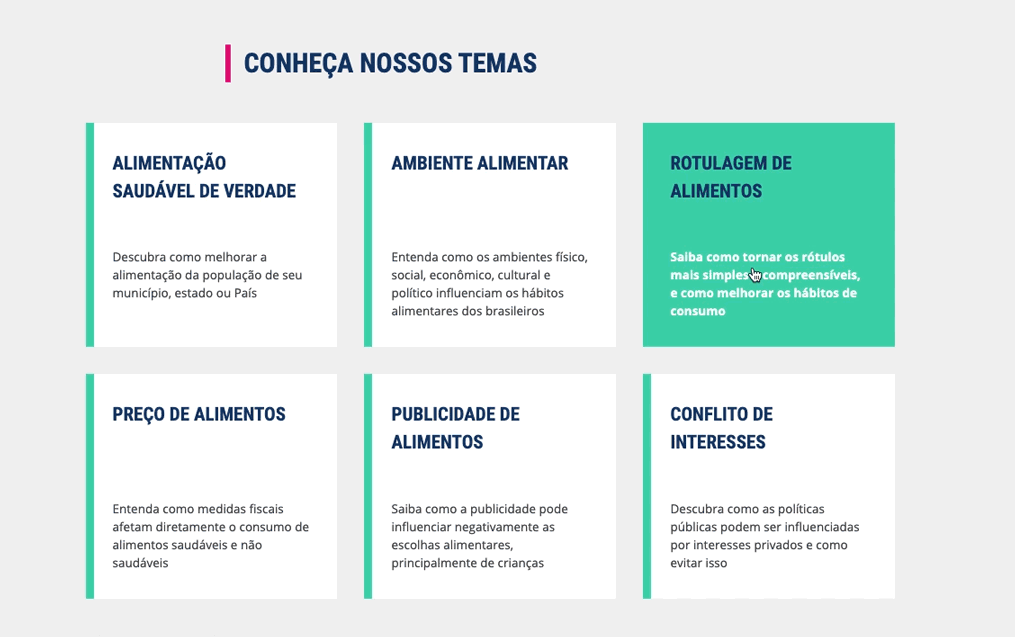 CONHEÇA NOSSOS TEMAS
ALIMENTAÇÃO
SAUDÁVEL DE VERDADE
Descubra como melhorar a
alimentação da população de seu
município, estado ou País
AMBIENTE ALIMENTAR
Entenda como os ambientes físico,
social, econômico, cultural e
político influenciam os hábitos
alimentares dos brasileiros
ROTULAGEM DE
ALIMENTOS
Saiba como tornar os rótulos
mais simples compreensíveis,
e como melhorar os hábitos de
consumo
PREÇO DE ALIMENTOS
Entenda como medidas fiscais
afetam diretamente o consumo de
alimentos saudáveis e não
saudáveis
PUBLICIDADE DE
ALIMENTOS
Saiba como a publicidade pode
influenciar negativamente as
escolhas alimentares,
principalmente de crianças
CONFLITO DE
INTERESSES
Descubra como as políticas
públicas podem ser influenciadas
por interesses privados e como
evitar isso